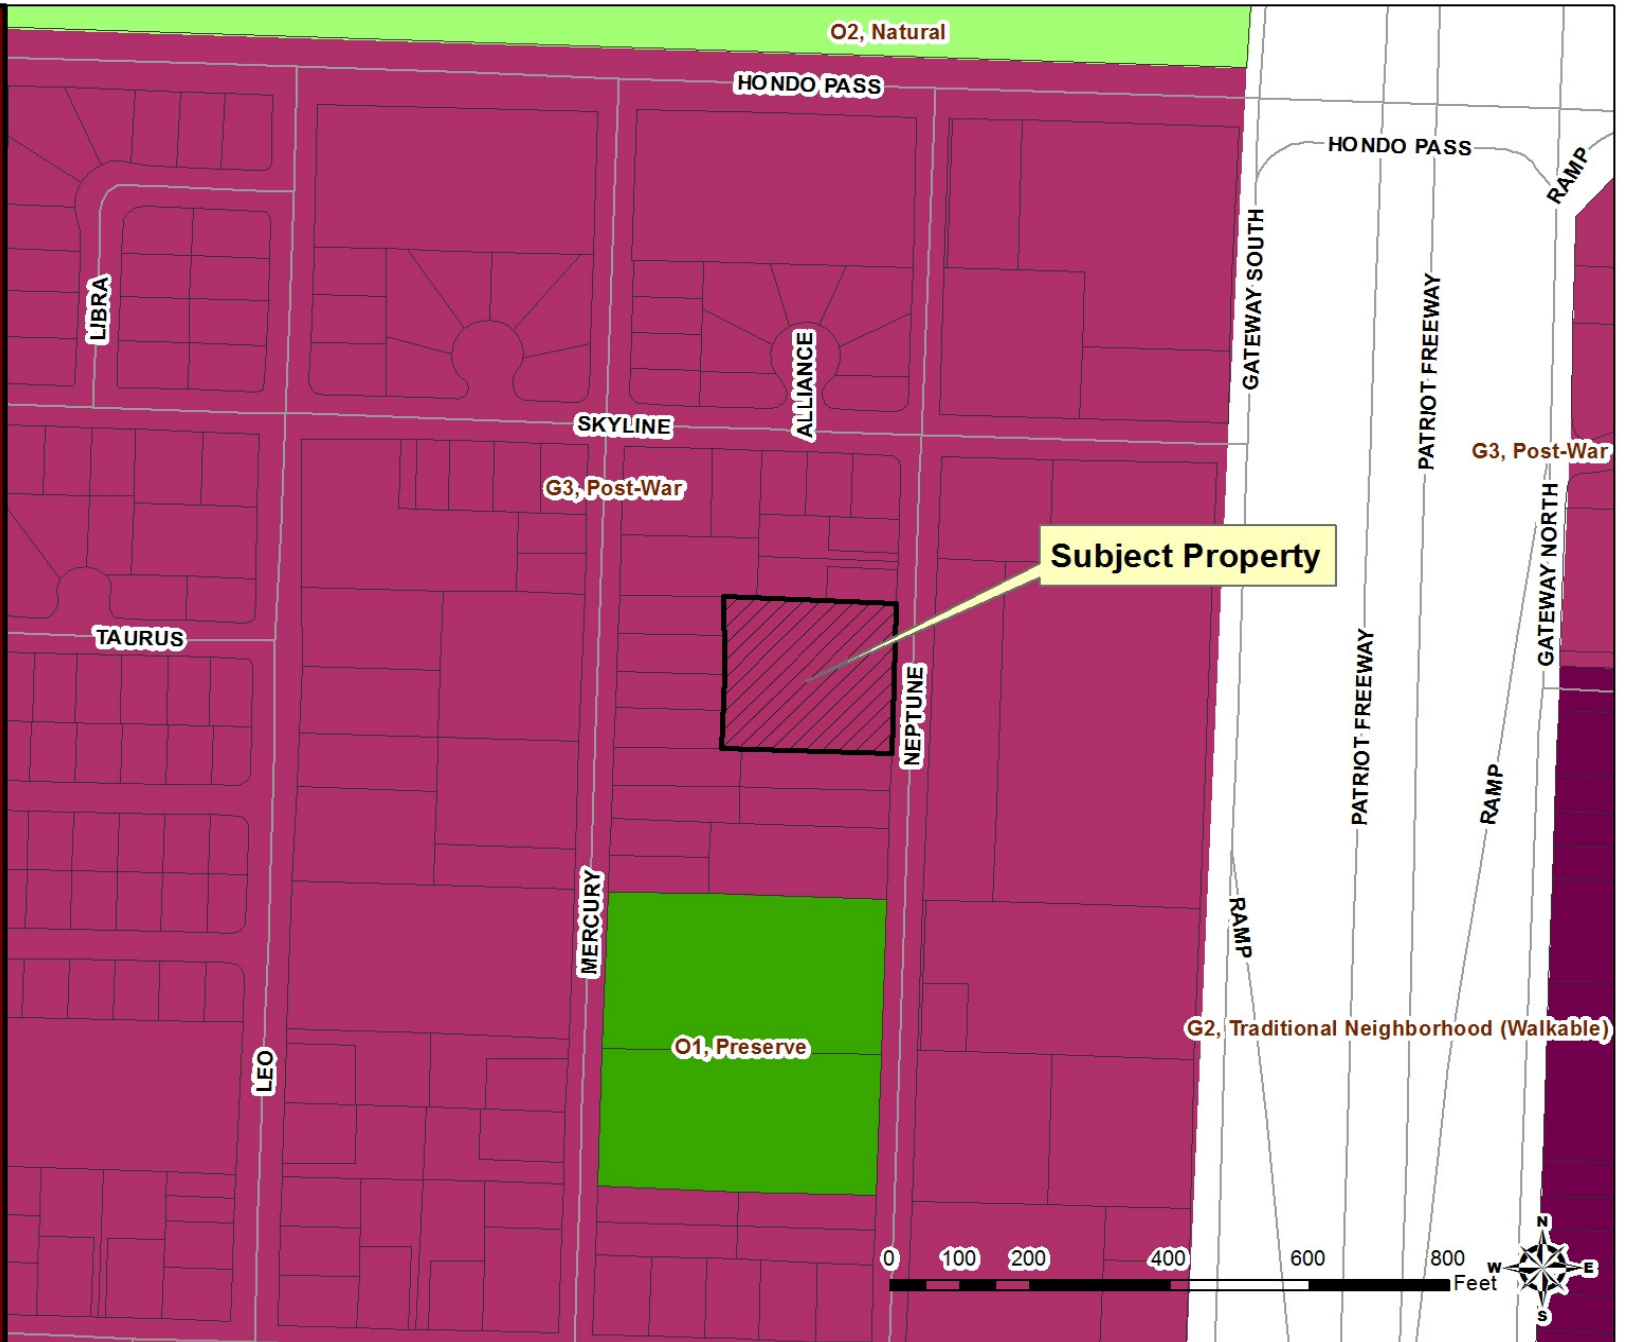 O2, Natural
HONDO PASS
HONDO PASS
RAMP
GATEWAY SOUTH
LIBRA
PATRIOT FREEWAY
ALLIANCE
SKYLINE
G3, Post-War
G3, Post-War
Subject Property
GATEWAY NORTH
TAURUS
NEPTUNE
PATRIOT FREEWAY
RAMP
MERCURY
RAMP
G2, Traditional Neighborhood (Walkable)
O1, Preserve
LEO
N
W E
S
0 100 200 400 600 800
Feet